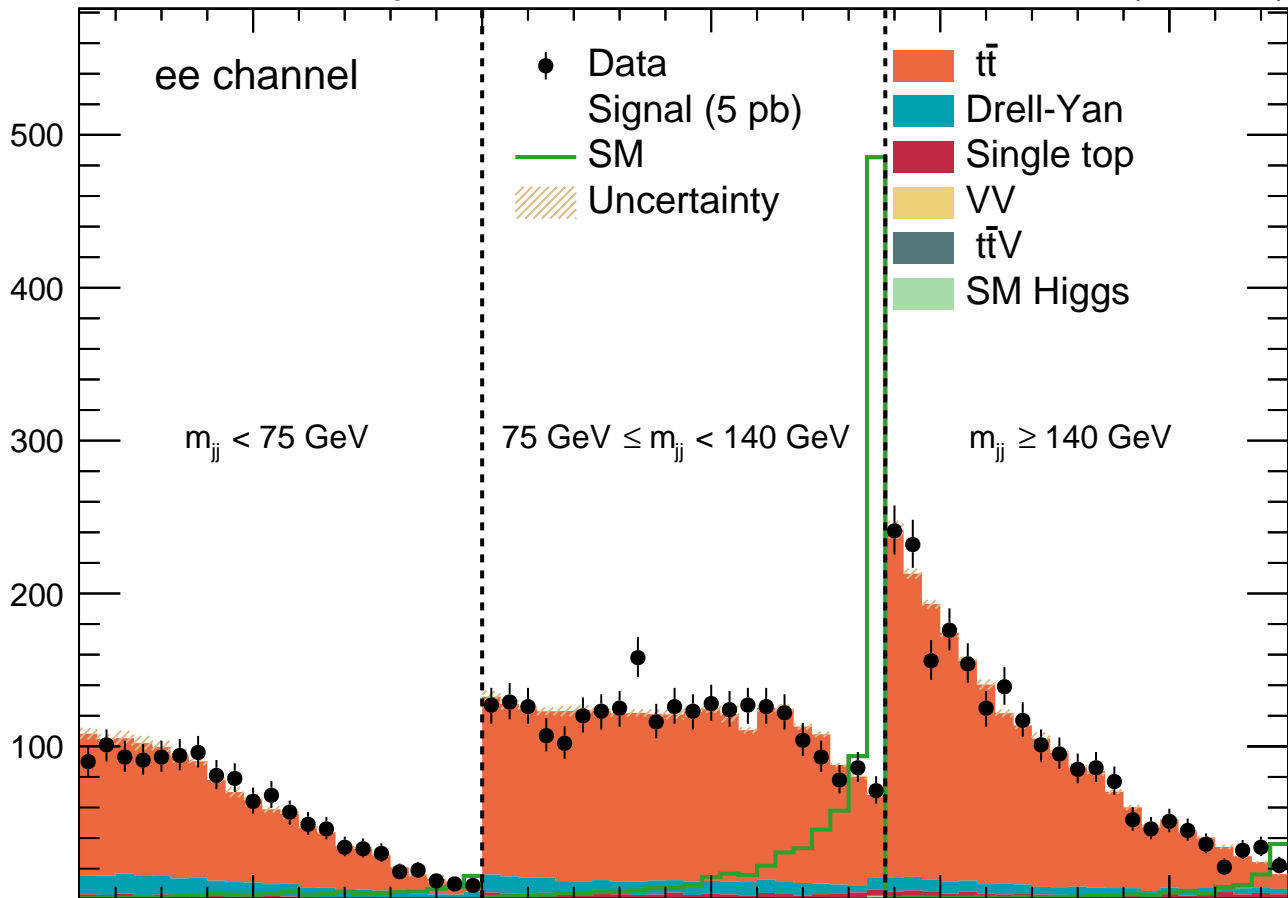 ee channel
Data
Signal (5 pb)
SM
Uncertainty
tt̄
Drell-Yan
Single top
VV
tt̄V
SM Higgs
500
400
300
200
100
m_jj < 75 GeV
75 GeV ≤ m_jj < 140 GeV
m_jj ≥ 140 GeV